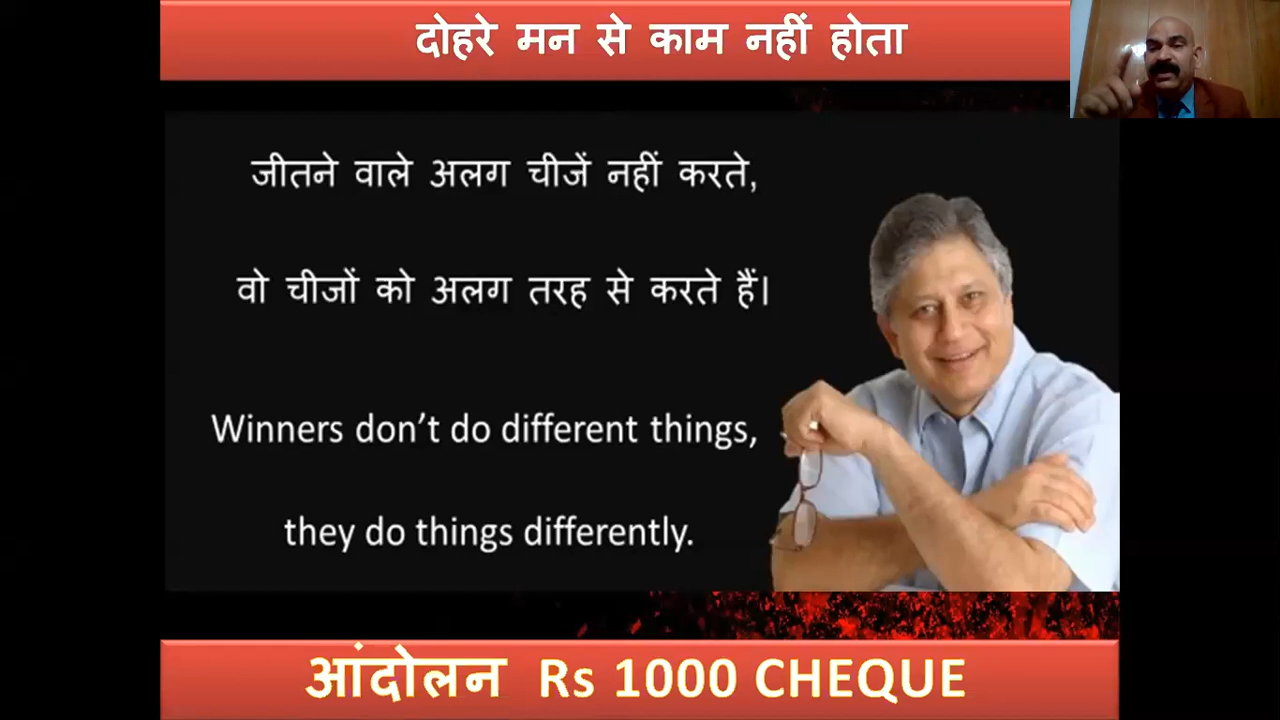 दोहरे मन से काम नहीं होता
जीतने वाले अलग चीजें नहीं करते,
वो चीजों को अलग तरह से करते हैं।
Winners don’t do different things,
they do things differently.
आंदोलन Rs 1000 CHEQUE